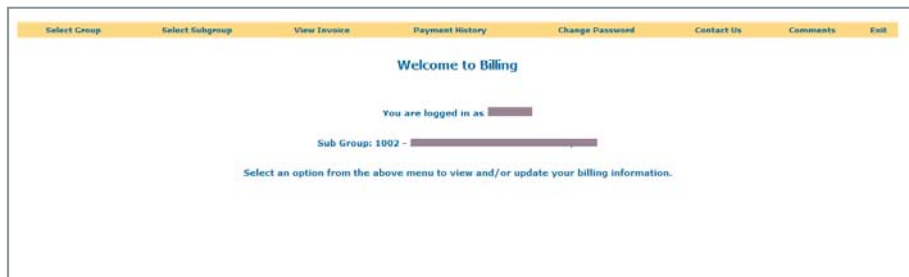 Select Group Select Subgroup View Invoice Payment History Change Password Contact Us Comments Exit
Welcome to Billing
You are logged in as
Sub Group: 1002 -
Select an option from the above menu to view and/or update your billing information.